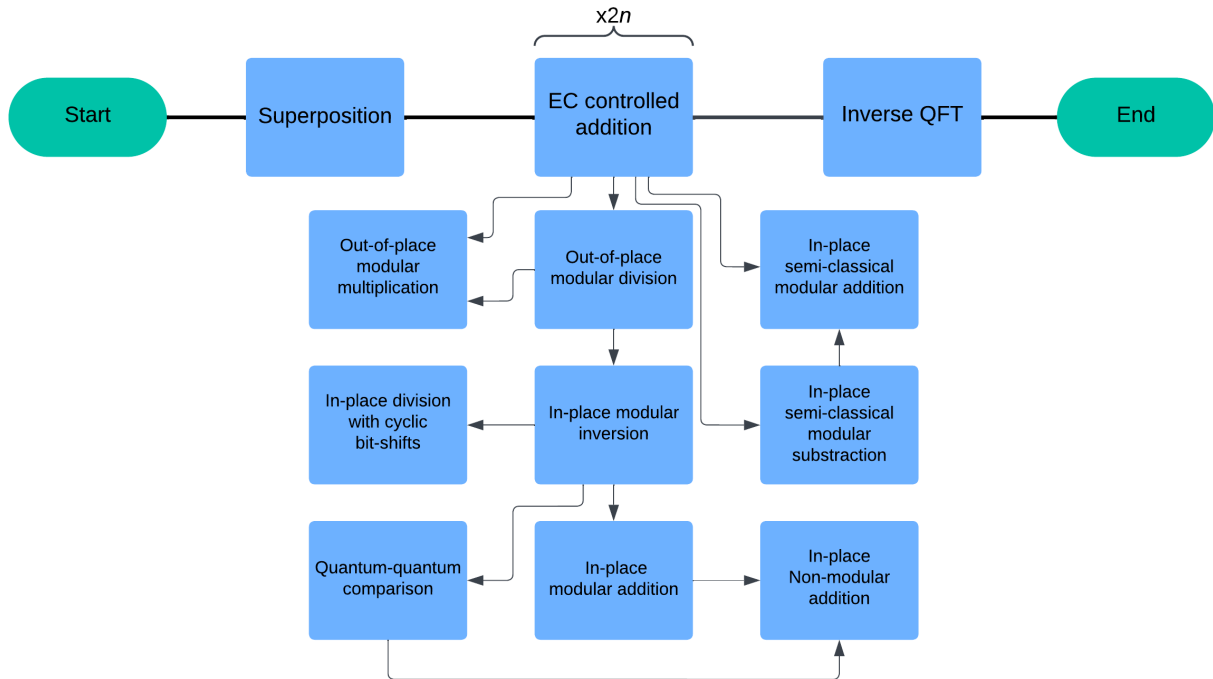 x2n
Start
Superposition
EC controlled
addition
Inverse QFT
End
Out-of-place
modular
multiplication
Out-of-place
modular division
In-place
semi-classical
modular addition
In-place division
with cyclic
bit-shifts
In-place modular
inversion
In-place
semi-classical
modular
substraction
Quantum-quantum
comparison
In-place
modular addition
In-place
Non-modular
addition